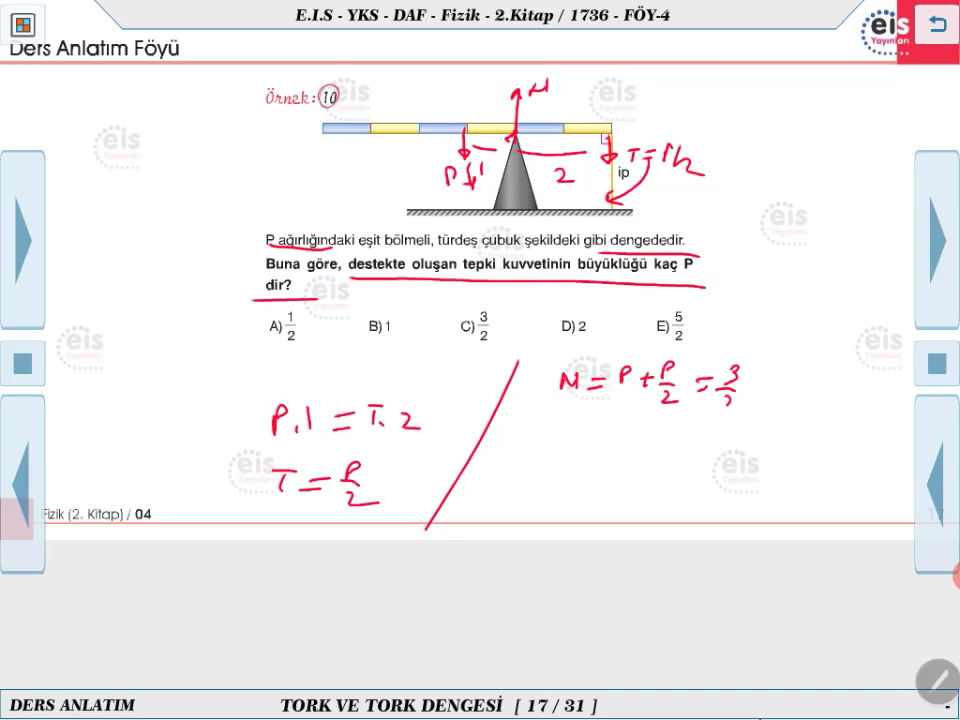 E.I.S - YKS - DAF - Fizik - 2.Kitap / 1736 - FÖY-4
Ders Anlatım Föyü
eis
Yayınları
Örnek: 10
N
P 1
2
T = P/2
ip
P ağırlığındaki eşit bölmeli, türdeş çubuk şekildeki gibi dengededir.
Buna göre, destekte oluşan tepki kuvvetinin büyüklüğü kaç P
dir?
A) 1/2 B) 1 C) 3/2 D) 2 E) 5/2
P.1 = T.2
T = P/2
N = P + P/2 = 3/2
Fizik (2. Kitap) / 04
DERS ANLATIM
TORK VE TORK DENGESİ [ 17 / 31 ]